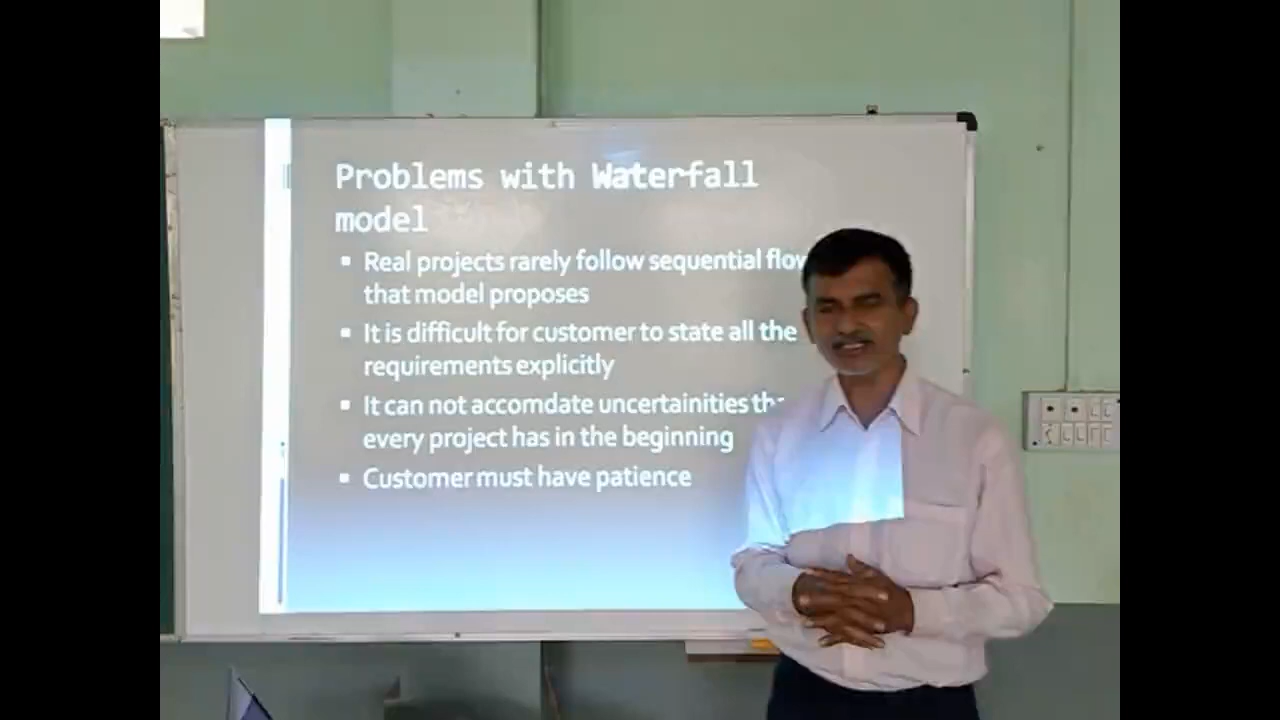 Problems with Waterfall
model
▪ Real projects rarely follow sequential flow
that model proposes
▪ It is difficult for customer to state all the
requirements explicitly
▪ It can not accomdate uncertainities
every project has in the beginning
▪ Customer must have patience